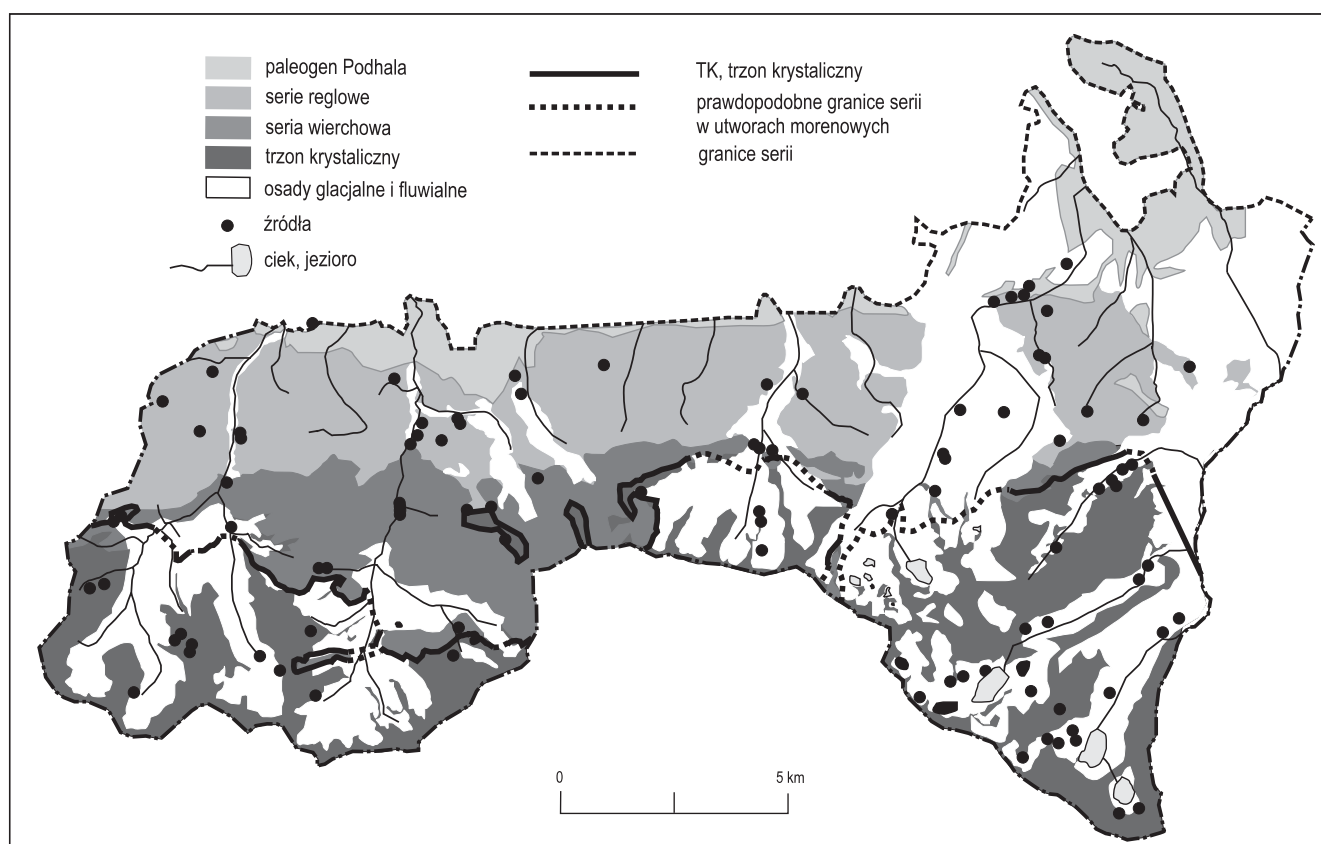 paleogen Podhala
serie reglowe
seria wierchowa
trzon krystaliczny
osady glacjalne i fluwialne
źródła
ciek, jezioro
TK, trzon krystaliczny
prawdopodobne granice serii
w utworach morenowych
granice serii
0
5 km